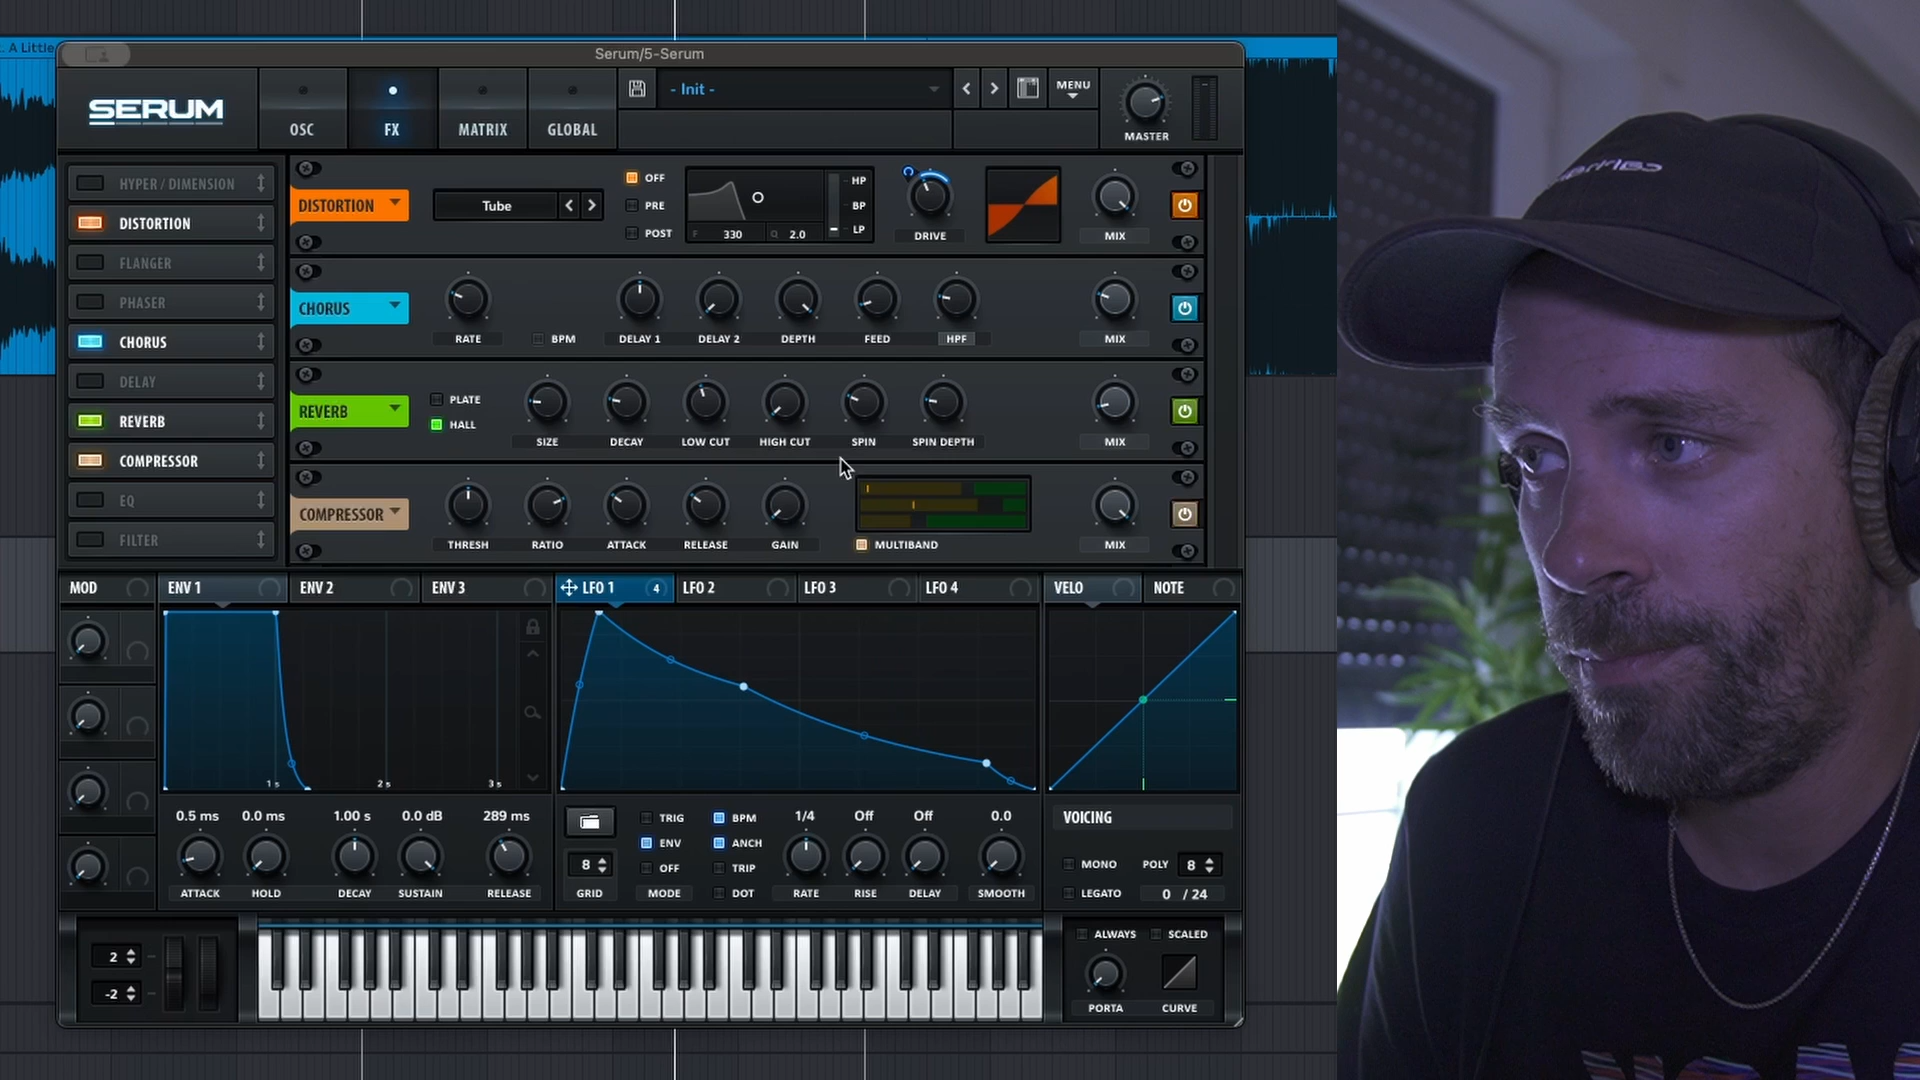 . A Little
Serum/5-Serum
SERUM
OSC
FX
MATRIX
GLOBAL
- Init -
MENU
MASTER
HYPER / DIMENSION
DISTORTION
FLANGER
PHASER
CHORUS
DELAY
REVERB
COMPRESSOR
EQ
FILTER
DISTORTION
Tube
OFF
PRE
POST
F 330 Q 2.0
HP
BP
LP
DRIVE
MIX
CHORUS
RATE
BPM
DELAY 1
DELAY 2
DEPTH
FEED
HPF
MIX
REVERB
PLATE
HALL
SIZE
DECAY
LOW CUT
HIGH CUT
SPIN
SPIN DEPTH
MIX
COMPRESSOR
THRESH
RATIO
ATTACK
RELEASE
GAIN
MULTIBAND
MIX
MOD
ENV 1
ENV 2
ENV 3
LFO 1
4
LFO 2
LFO 3
LFO 4
VELO
NOTE
1 s
2 s
3 s
0.5 ms
0.0 ms
1.00 s
0.0 dB
289 ms
ATTACK
HOLD
DECAY
SUSTAIN
RELEASE
8
GRID
TRIG
ENV
OFF
MODE
BPM
ANCH
TRIP
DOT
1/4
Off
Off
0.0
RATE
RISE
DELAY
SMOOTH
VOICING
MONO
POLY
8
LEGATO
0 / 24
2
-2
ALWAYS
SCALED
PORTA
CURVE